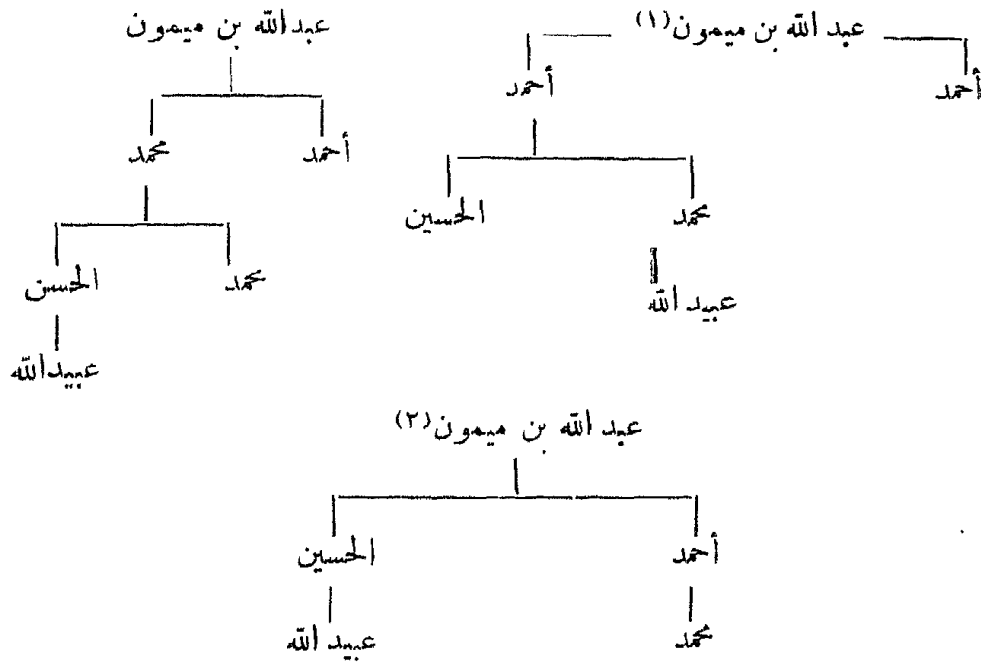 عبد الله بن ميمون(١)
أحمد
أحمد
محمد
الحسين
عبيد الله
عبد الله بن ميمون
أحمد
محمد
محمد
الحسن
عبيد الله
عبد الله بن ميمون(٢)
أحمد
الحسين
محمد
عبيد الله